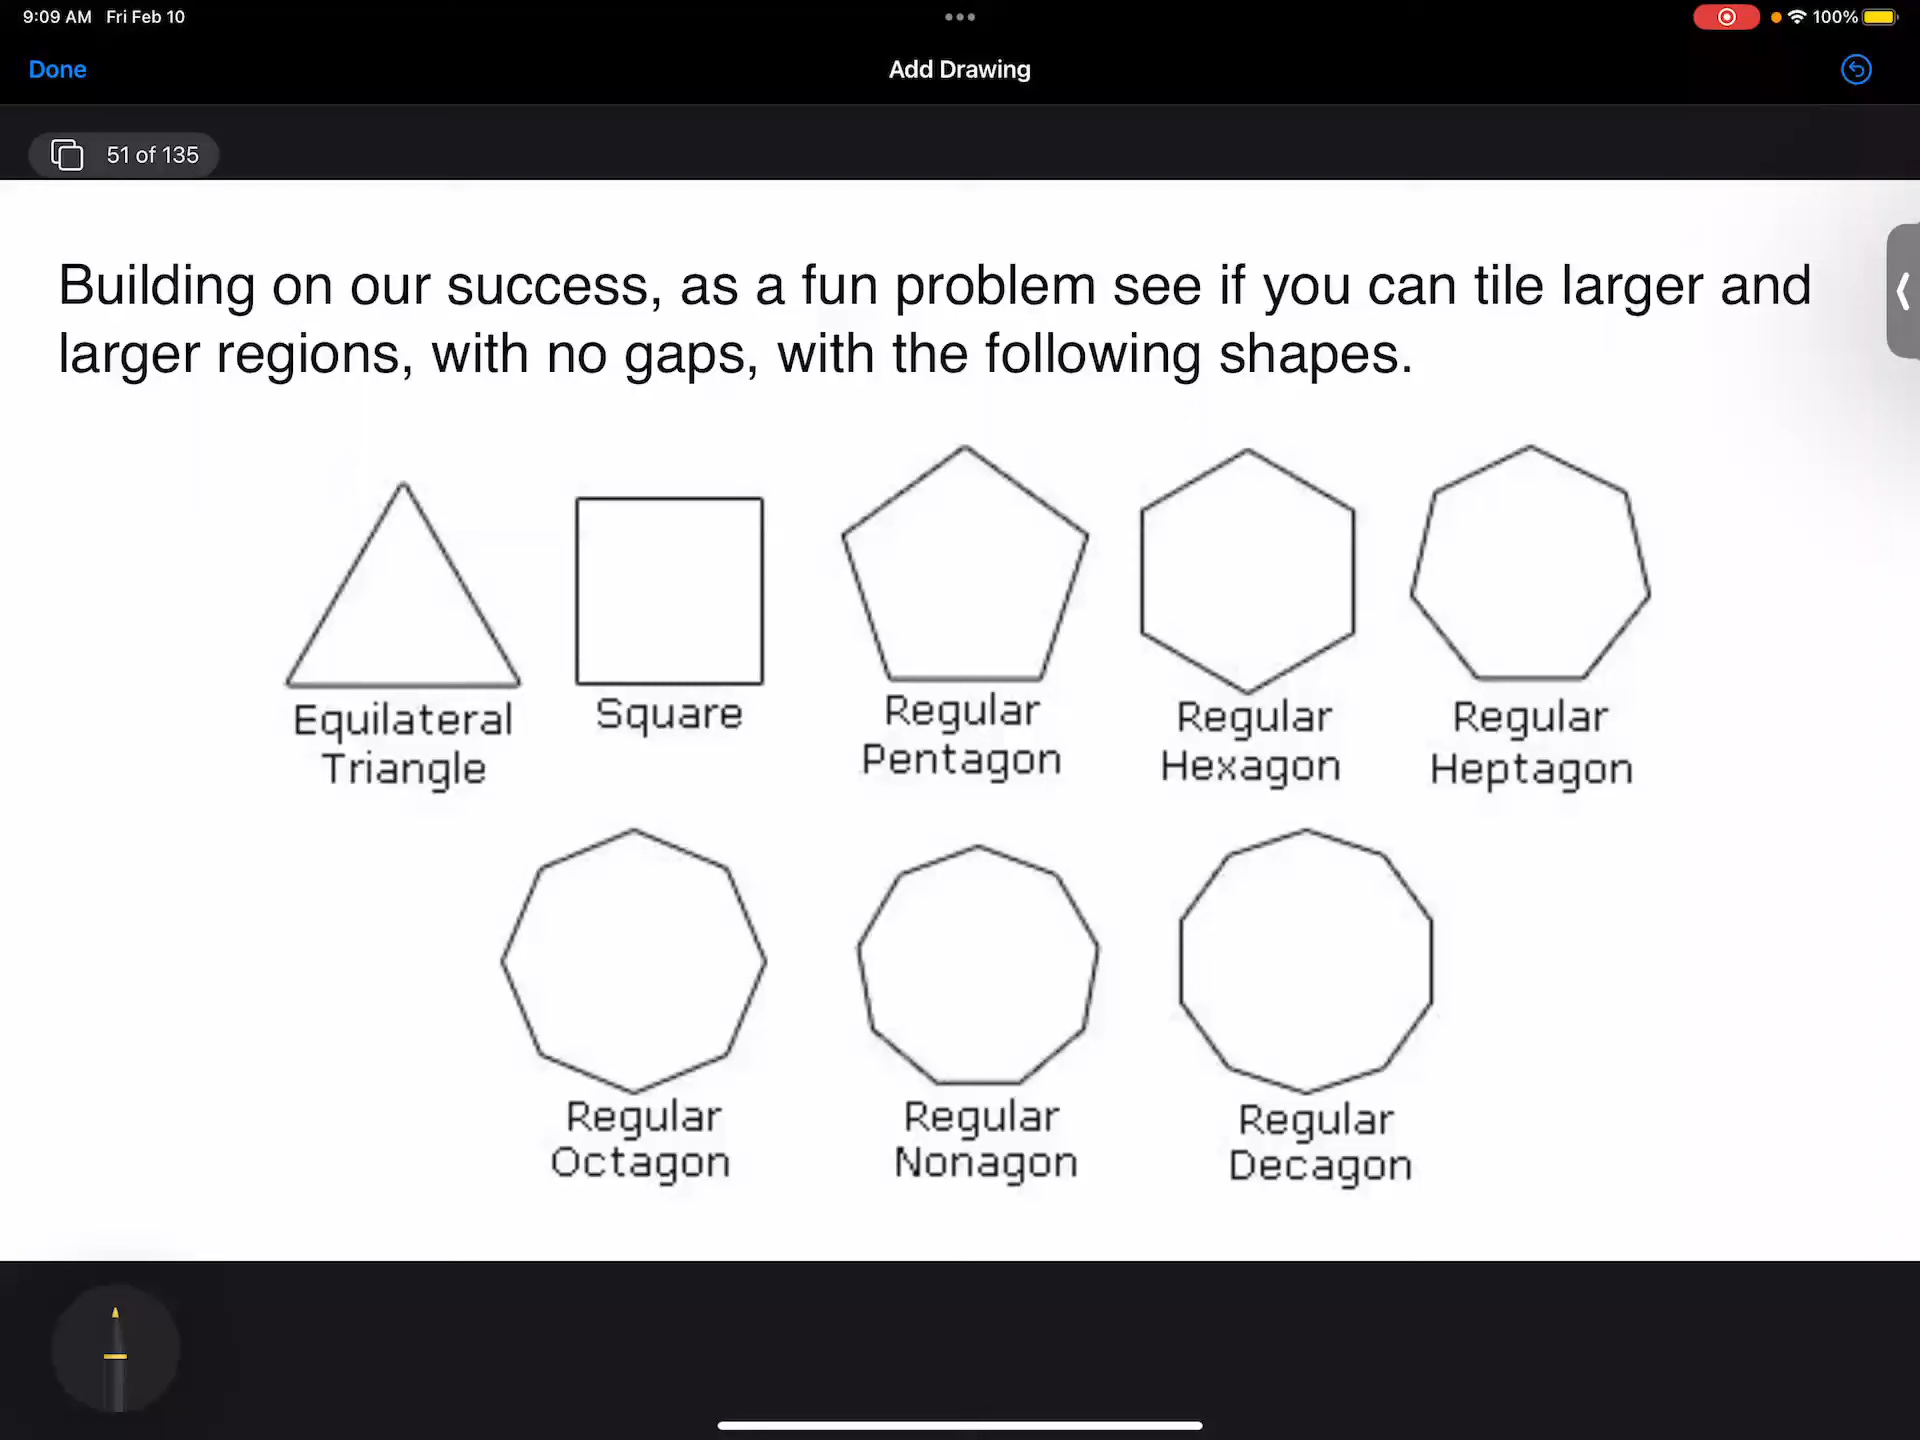 9:09 AM Fri Feb 10
100%
Done
Add Drawing
51 of 135
Building on our success, as a fun problem see if you can tile larger and
larger regions, with no gaps, with the following shapes.
Equilateral
Triangle
Square
Regular
Pentagon
Regular
Hexagon
Regular
Heptagon
Regular
Octagon
Regular
Nonagon
Regular
Decagon